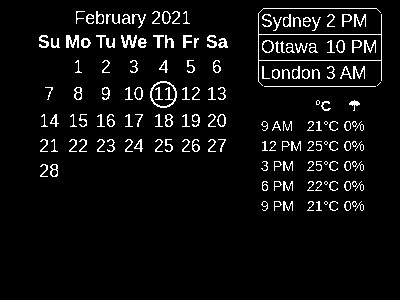 February 2021
Su Mo Tu We Th Fr Sa
1 2 3 4 5 6
7 8 9 10 11 12 13
14 15 16 17 18 19 20
21 22 23 24 25 26 27
28
Sydney 2 PM
Ottawa 10 PM
London 3 AM
°C
9 AM 21°C 0%
12 PM 25°C 0%
3 PM 25°C 0%
6 PM 22°C 0%
9 PM 21°C 0%